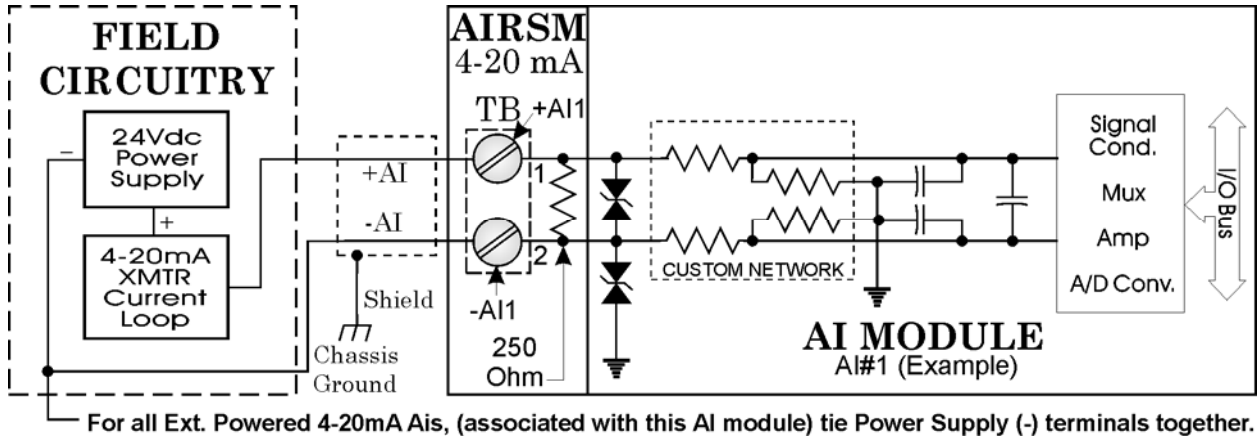 FIELD
CIRCUITRY
24Vdc
Power
Supply
–
+
4-20mA
XMTR
Current
Loop
+AI
-AI
Shield
Chassis
Ground
AIRSM
4-20 mA
TB
+AI1
1
2
-AI1
250
Ohm
CUSTOM NETWORK
AI MODULE
AI#1 (Example)
Signal
Cond.
Mux
Amp
A/D Conv.
I/O Bus
For all Ext. Powered 4-20mA Ais, (associated with this AI module) tie Power Supply (-) terminals together.